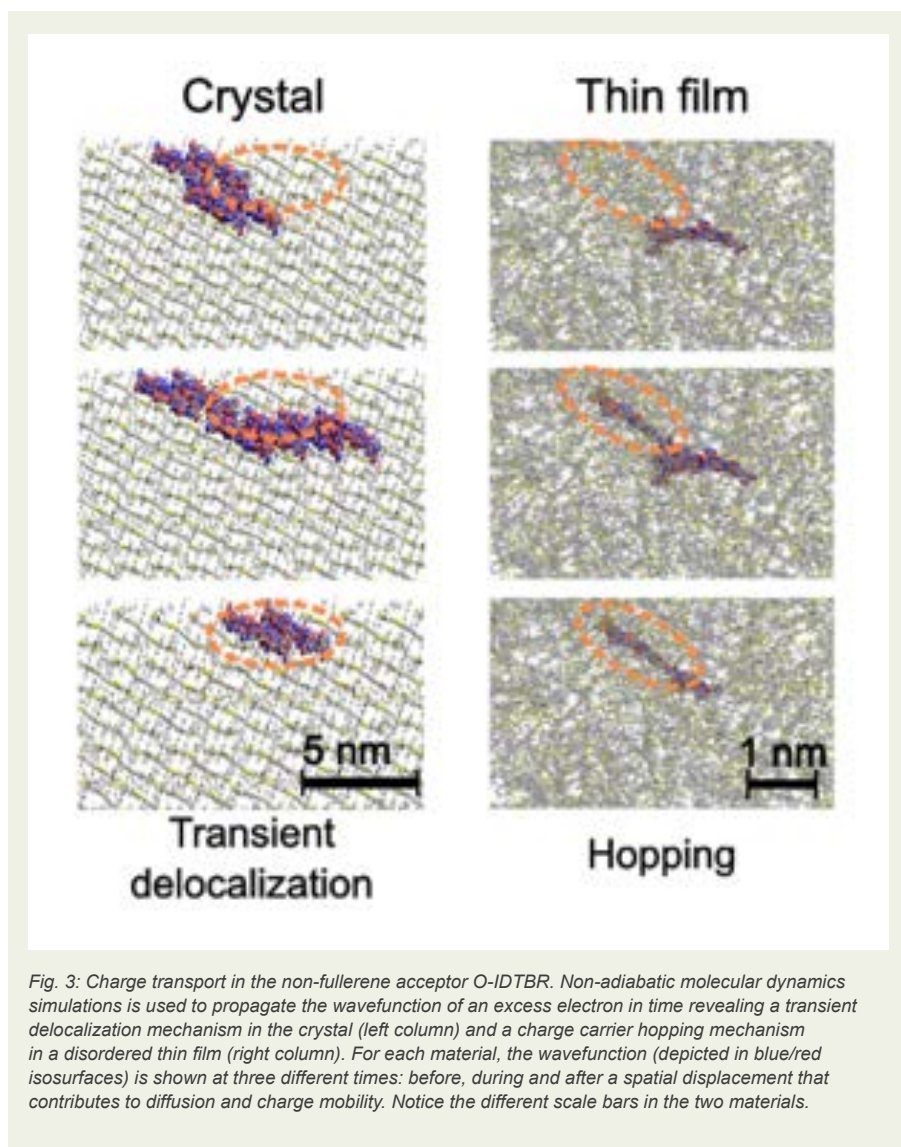 Crystal
Thin film
5 nm
1 nm
Transient
delocalization
Hopping
Fig. 3: Charge transport in the non-fullerene acceptor O-IDTBR. Non-adiabatic molecular dynamics
simulations is used to propagate the wavefunction of an excess electron in time revealing a transient
delocalization mechanism in the crystal (left column) and a charge carrier hopping mechanism
in a disordered thin film (right column). For each material, the wavefunction (depicted in blue/red
isosurfaces) is shown at three different times: before, during and after a spatial displacement that
contributes to diffusion and charge mobility. Notice the different scale bars in the two materials.